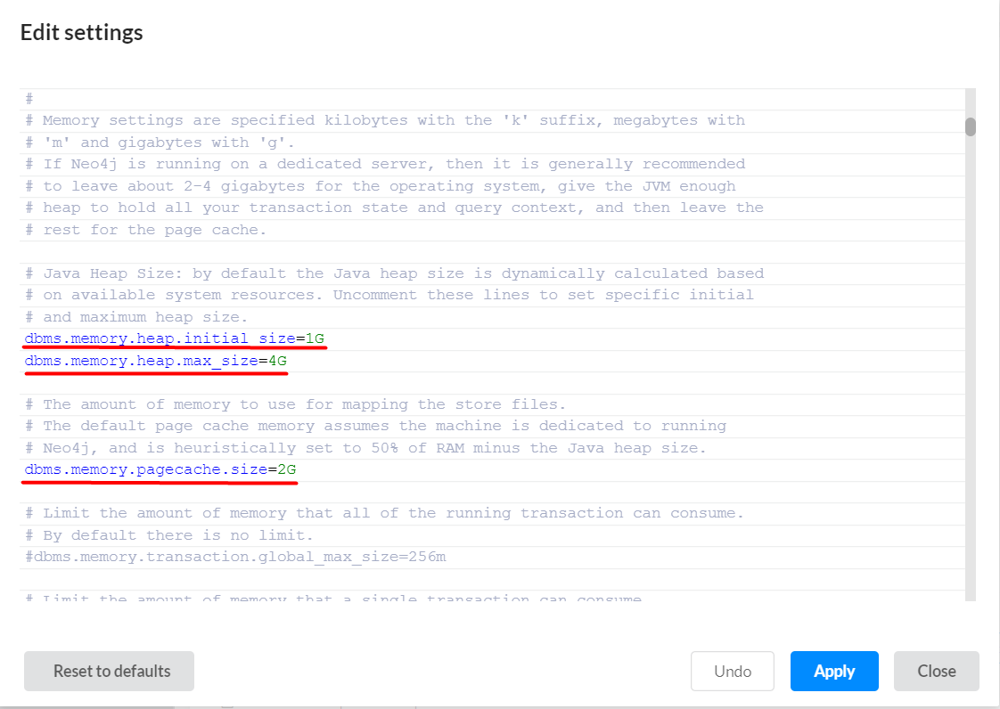 Edit settings
#
# Memory settings are specified kilobytes with the 'k' suffix, megabytes with
# 'm' and gigabytes with 'g'.
# If Neo4j is running on a dedicated server, then it is generally recommended
# to leave about 2-4 gigabytes for the operating system, give the JVM enough
# heap to hold all your transaction state and query context, and then leave the
# rest for the page cache.
# Java Heap Size: by default the Java heap size is dynamically calculated based
# on available system resources. Uncomment these lines to set specific initial
# and maximum heap size.
dbms.memory.heap.initial_size=1G
dbms.memory.heap.max_size=4G
# The amount of memory to use for mapping the store files.
# The default page cache memory assumes the machine is dedicated to running
# Neo4j, and is heuristically set to 50% of RAM minus the Java heap size.
dbms.memory.pagecache.size=2G
# Limit the amount of memory that all of the running transaction can consume.
# By default there is no limit.
#dbms.memory.transaction.global_max_size=256m
# Limit the amount of memory that a single transaction can consume
Reset to defaults
Undo
Apply
Close